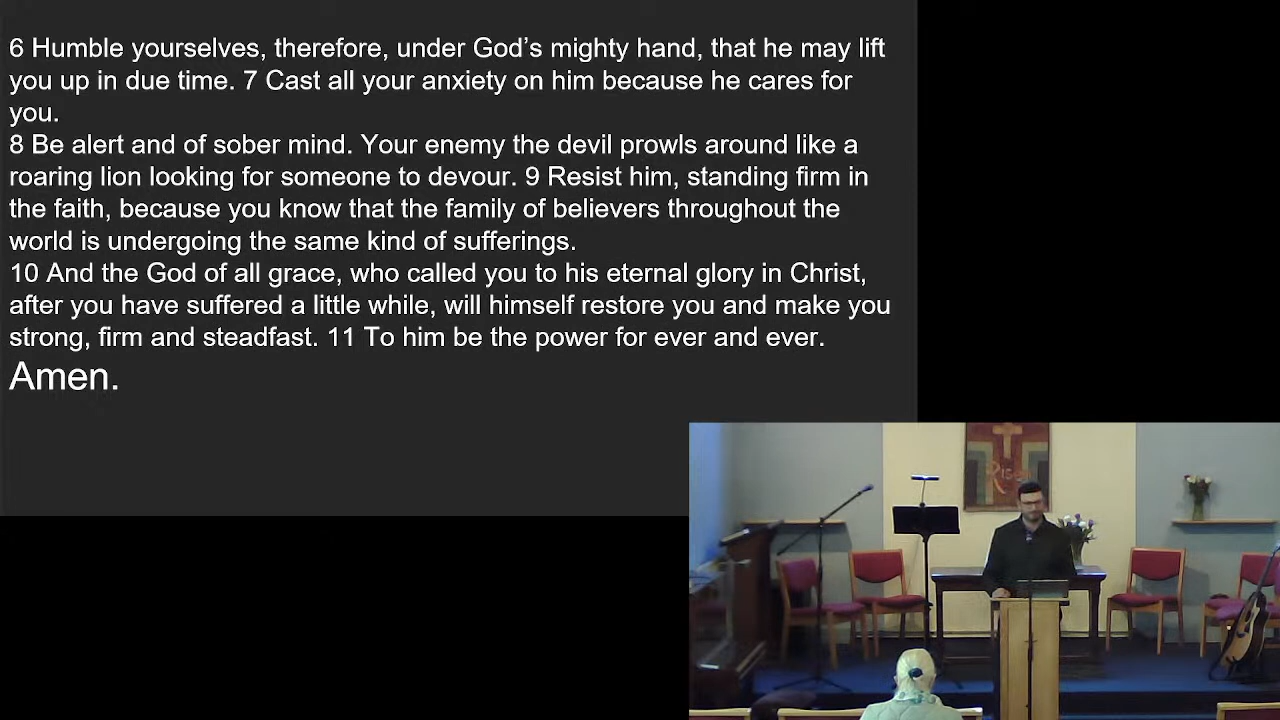 6 Humble yourselves, therefore, under God’s mighty hand, that he may lift
you up in due time. 7 Cast all your anxiety on him because he cares for
you.
8 Be alert and of sober mind. Your enemy the devil prowls around like a
roaring lion looking for someone to devour. 9 Resist him, standing firm in
the faith, because you know that the family of believers throughout the
world is undergoing the same kind of sufferings.
10 And the God of all grace, who called you to his eternal glory in Christ,
after you have suffered a little while, will himself restore you and make you
strong, firm and steadfast. 11 To him be the power for ever and ever.
Amen.
Risen